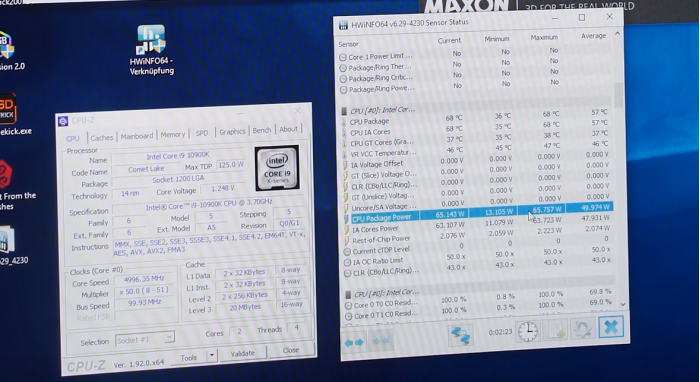 MAXON
3D FOR THE REAL WORLD
sion 2.0
HWiNFO64 -
Verknüpfung
ekick.exe
t From the
shes
29_4230
CPU-Z
CPU Caches Mainboard Memory SPD Graphics Bench About
Processor
Name Intel Core i9 10900K
Code Name Comet Lake Max TDP 125.0 W
Package Socket 1200 LGA
Technology 14 nm Core Voltage 1.248 V
intel
CORE i9
X-series
Specification Intel® Core™ i9-10900K CPU @ 3.70GHz
Family 6 Model 5 Stepping 5
Ext. Family 6 Ext. Model A5 Revision Q0/G1
Instructions MMX, SSE, SSE2, SSE3, SSSE3, SSE4.1, SSE4.2, EM64T, VT-x,
AES, AVX, AVX2, FMA3
Clocks (Core #0)
Core Speed 4996.35 MHz
Multiplier x 50.0 ( 8 - 51 )
Bus Speed 99.93 MHz
Rated FSB
Cache
L1 Data 2 x 32 KBytes 8-way
L1 Inst. 2 x 32 KBytes 8-way
Level 2 2 x 256 KBytes 4-way
Level 3 20 MBytes 16-way
Selection Socket #1 Cores 2 Threads 4
CPU-Z Ver. 1.92.0.x64 Tools Validate Close
HWiNFO64 v6.29-4230 Sensor Status
Sensor Current Minimum Maximum Average
Core 1 Power Limit ... No No No
Package/Ring Ther... No No No
Package/Ring Critic... No No No
Package/Ring Powe... No No No
CPU [#0]: Intel Cor...
CPU Package 68 °C 36 °C 68 °C 57 °C
CPU IA Cores 68 °C 35 °C 68 °C 57 °C
CPU GT Cores (Gra... 37 °C 35 °C 38 °C 37 °C
VR VCC Temperatur... 46 °C 45 °C 47 °C 46 °C
IA Voltage Offset 0.000 V 0.000 V 0.000 V 0.000 V
GT (Slice) Voltage O... 0.000 V 0.000 V 0.000 V 0.000 V
CLR (CBo/LLC/Ring)... 0.000 V 0.000 V 0.000 V 0.000 V
GT (Unslice) Voltag... 0.000 V 0.000 V 0.000 V 0.000 V
Uncore/SA Voltage... 0.000 V 0.000 V 0.000 V 0.000 V
CPU Package Power 65.143 W 13.105 W 65.757 W 49.974 W
IA Cores Power 63.107 W 11.079 W 63.723 W 47.931 W
Rest-of-Chip Power 2.076 W 2.059 W 2.223 W 2.074 W
Current cTDP Level 0 0 0
IA OC Ratio Limit 50.0 x 50.0 x 50.0 x 50.0 x
CLR (CBo/LLC/Ring)... 43.0 x 43.0 x 43.0 x 43.0 x
CPU [#0]: Intel Cor...
Core 0 T0 C0 Resid... 100.0 % 0.8 % 100.0 % 69.8 %
Core 0 T1 C0 Resid... 100.0 % 0.3 % 100.0 % 69.0 %
0:02:23